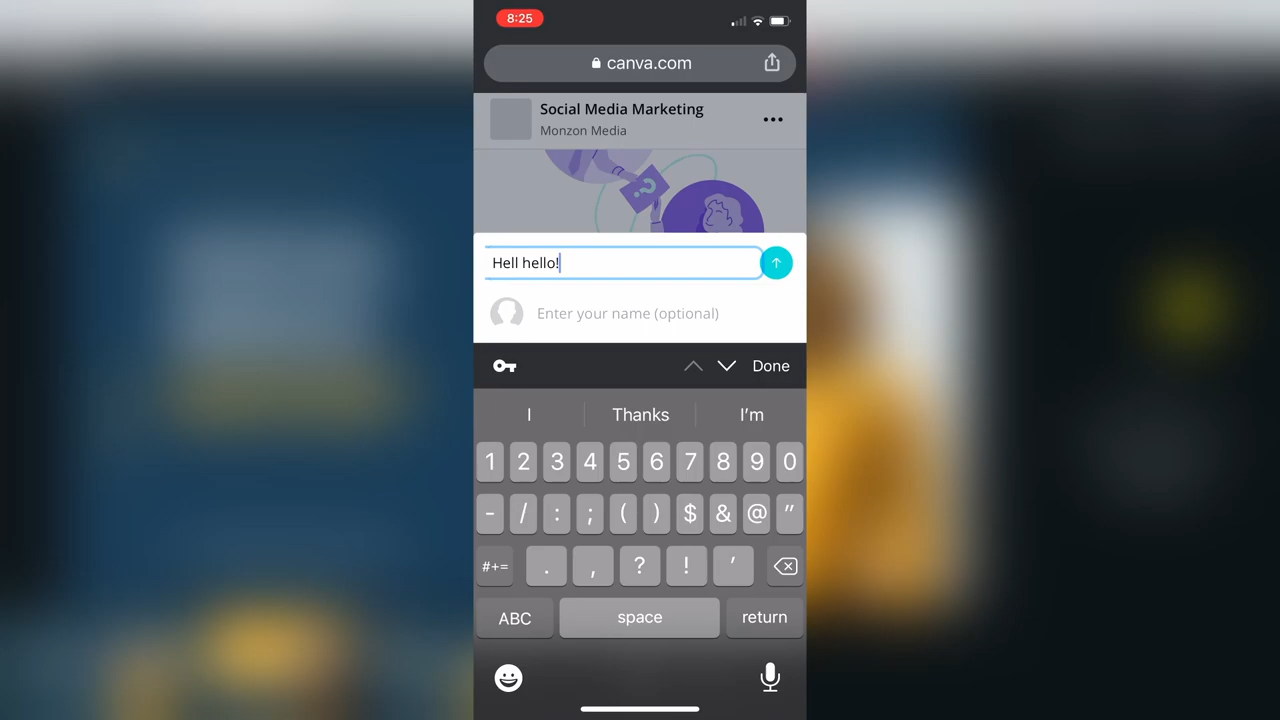 8:25
canva.com
Social Media Marketing
Monzon Media
•••
?
Hell hello!
Enter your name (optional)
Done
I
Thanks
I'm
1 2 3 4 5 6 7 8 9 0
- / : ; ( ) $ & @ "
#+= . , ? ! '
ABC space return